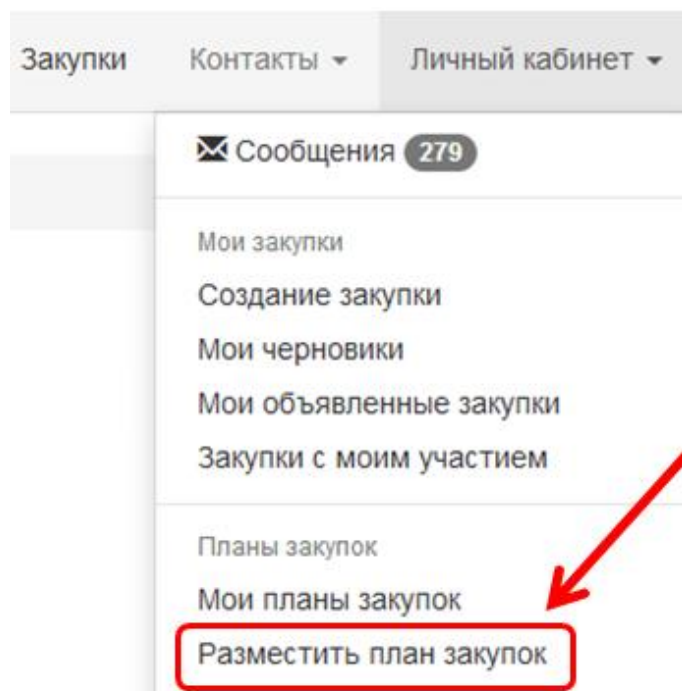 Закупки Контакты Личный кабинет
Сообщения 279
Мои закупки
Создание закупки
Мои черновики
Мои объявленные закупки
Закупки с моим участием
Планы закупок
Мои планы закупок
Разместить план закупок